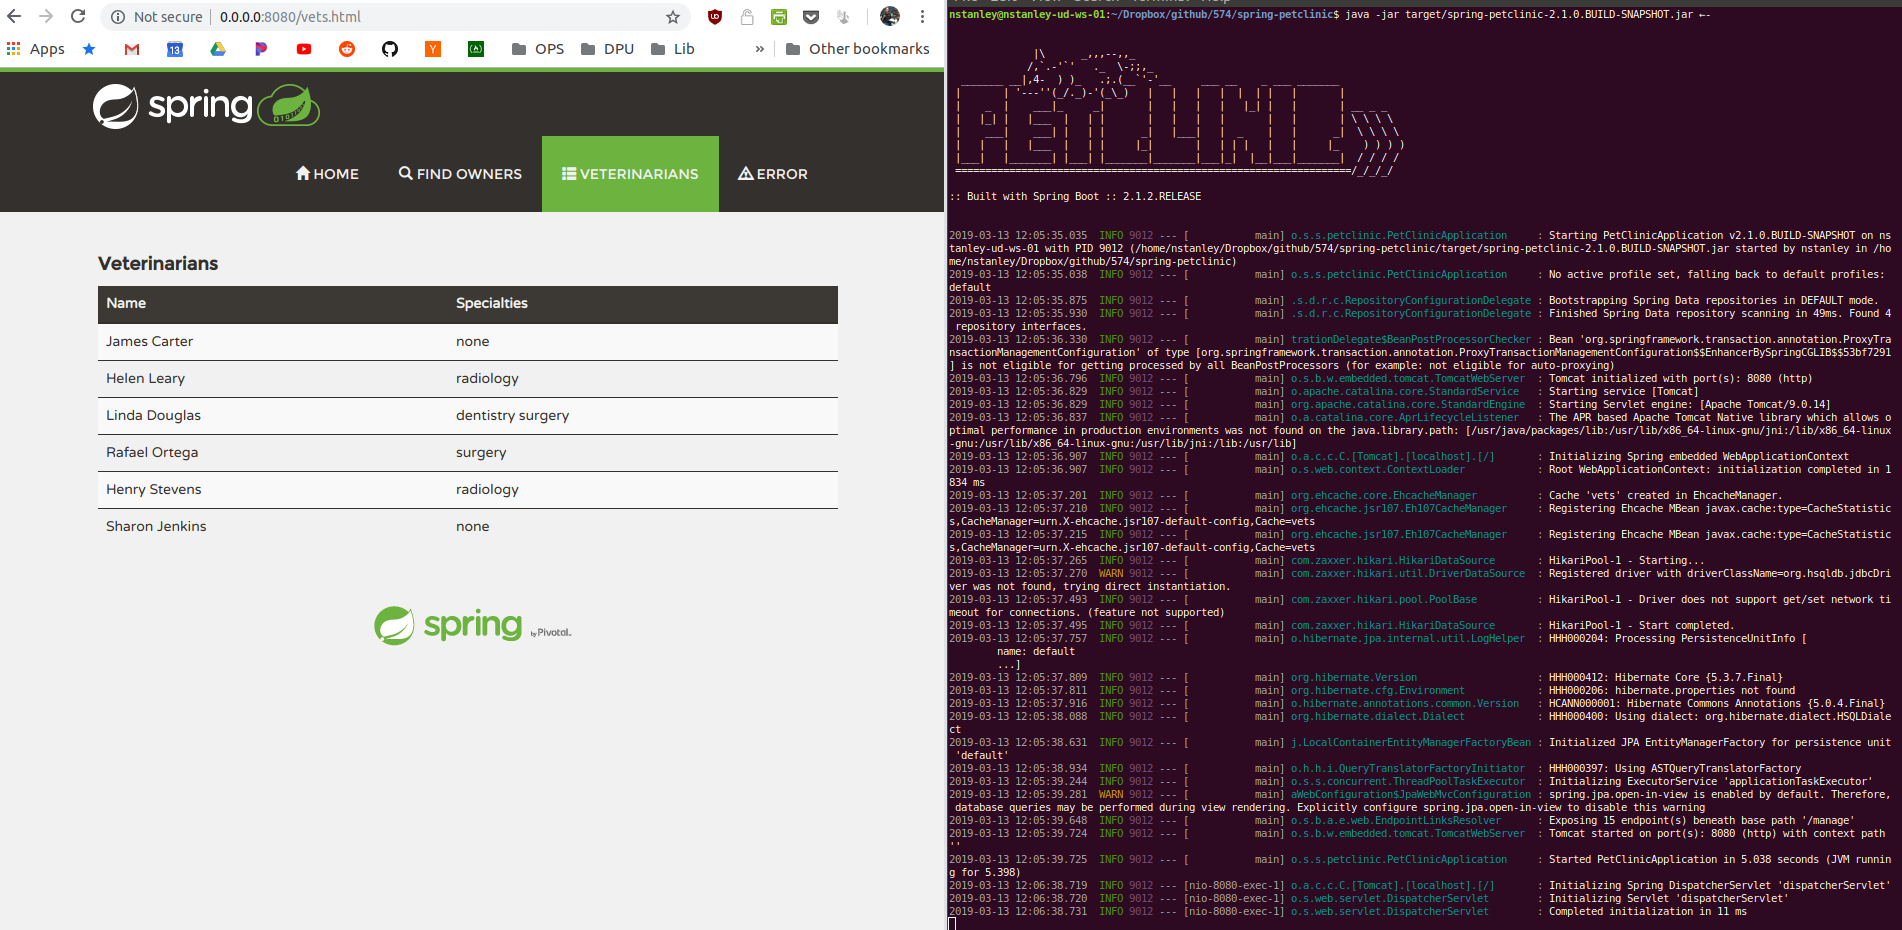 Not secure | 0.0.0.0:8080/vets.html
Apps
OPS
DPU
Lib
»
Other bookmarks
spring
HOME
FIND OWNERS
VETERINARIANS
ERROR
Veterinarians
Name Specialties
James Carter none
Helen Leary radiology
Linda Douglas dentistry surgery
Rafael Ortega surgery
Henry Stevens radiology
Sharon Jenkins none
spring by Pivotal.
nstanley@nstanley-ud-ws-01:~/Dropbox/github/574/spring-petclinic$ java -jar target/spring-petclinic-2.1.0.BUILD-SNAPSHOT.jar ←-
:: Built with Spring Boot :: 2.1.2.RELEASE
2019-03-13 12:05:35.035 INFO 9012 --- [ main] o.s.s.petclinic.PetClinicApplication : Starting PetClinicApplication v2.1.0.BUILD-SNAPSHOT on ns
tanley-ud-ws-01 with PID 9012 (/home/nstanley/Dropbox/github/574/spring-petclinic/target/spring-petclinic-2.1.0.BUILD-SNAPSHOT.jar started by nstanley in /ho
me/nstanley/Dropbox/github/574/spring-petclinic)
2019-03-13 12:05:35.038 INFO 9012 --- [ main] o.s.s.petclinic.PetClinicApplication : No active profile set, falling back to default profiles:
default
2019-03-13 12:05:35.875 INFO 9012 --- [ main] .s.d.r.c.RepositoryConfigurationDelegate : Bootstrapping Spring Data repositories in DEFAULT mode.
2019-03-13 12:05:35.930 INFO 9012 --- [ main] .s.d.r.c.RepositoryConfigurationDelegate : Finished Spring Data repository scanning in 49ms. Found 4
repository interfaces.
2019-03-13 12:05:36.330 INFO 9012 --- [ main] trationDelegate$BeanPostProcessorChecker : Bean 'org.springframework.transaction.annotation.ProxyTra
nsactionManagementConfiguration' of type [org.springframework.transaction.annotation.ProxyTransactionManagementConfiguration$$EnhancerBySpringCGLIB$$53bf7291
] is not eligible for getting processed by all BeanPostProcessors (for example: not eligible for auto-proxying)
2019-03-13 12:05:36.796 INFO 9012 --- [ main] o.s.b.w.embedded.tomcat.TomcatWebServer : Tomcat initialized with port(s): 8080 (http)
2019-03-13 12:05:36.829 INFO 9012 --- [ main] o.apache.catalina.core.StandardService : Starting service [Tomcat]
2019-03-13 12:05:36.829 INFO 9012 --- [ main] org.apache.catalina.core.StandardEngine : Starting Servlet engine: [Apache Tomcat/9.0.14]
2019-03-13 12:05:36.837 INFO 9012 --- [ main] o.a.catalina.core.AprLifecycleListener : The APR based Apache Tomcat Native library which allows o
ptimal performance in production environments was not found on the java.library.path: [/usr/java/packages/lib:/usr/lib/x86_64-linux-gnu/jni:/lib/x86_64-linux
-gnu:/usr/lib/x86_64-linux-gnu:/usr/lib/jni:/lib:/usr/lib]
2019-03-13 12:05:36.907 INFO 9012 --- [ main] o.a.c.c.C.[Tomcat].[localhost].[/] : Initializing Spring embedded WebApplicationContext
2019-03-13 12:05:36.907 INFO 9012 --- [ main] o.s.web.context.ContextLoader : Root WebApplicationContext: initialization completed in 1
834 ms
2019-03-13 12:05:37.201 INFO 9012 --- [ main] org.ehcache.core.EhcacheManager : Cache 'vets' created in EhcacheManager.
2019-03-13 12:05:37.210 INFO 9012 --- [ main] org.ehcache.jsr107.Eh107CacheManager : Registering Ehcache MBean javax.cache:type=CacheStatistic
s,CacheManager=urn.X-ehcache.jsr107-default-config,Cache=vets
2019-03-13 12:05:37.215 INFO 9012 --- [ main] org.ehcache.jsr107.Eh107CacheManager : Registering Ehcache MBean javax.cache:type=CacheStatistic
s,CacheManager=urn.X-ehcache.jsr107-default-config,Cache=vets
2019-03-13 12:05:37.265 INFO 9012 --- [ main] com.zaxxer.hikari.HikariDataSource : HikariPool-1 - Starting...
2019-03-13 12:05:37.270 WARN 9012 --- [ main] com.zaxxer.hikari.util.DriverDataSource : Registered driver with driverClassName=org.hsqldb.jdbcDri
ver was not found, trying direct instantiation.
2019-03-13 12:05:37.493 INFO 9012 --- [ main] com.zaxxer.hikari.pool.PoolBase : HikariPool-1 - Driver does not support get/set network ti
meout for connections. (feature not supported)
2019-03-13 12:05:37.495 INFO 9012 --- [ main] com.zaxxer.hikari.HikariDataSource : HikariPool-1 - Start completed.
2019-03-13 12:05:37.757 INFO 9012 --- [ main] o.hibernate.jpa.internal.util.LogHelper : HHH000204: Processing PersistenceUnitInfo [
name: default
...]
2019-03-13 12:05:37.809 INFO 9012 --- [ main] org.hibernate.Version : HHH000412: Hibernate Core {5.3.7.Final}
2019-03-13 12:05:37.811 INFO 9012 --- [ main] org.hibernate.cfg.Environment : HHH000206: hibernate.properties not found
2019-03-13 12:05:37.916 INFO 9012 --- [ main] o.hibernate.annotations.common.Version : HCANN000001: Hibernate Commons Annotations {5.0.4.Final}
2019-03-13 12:05:38.088 INFO 9012 --- [ main] org.hibernate.dialect.Dialect : HHH000400: Using dialect: org.hibernate.dialect.HSQLDiale
ct
2019-03-13 12:05:38.631 INFO 9012 --- [ main] j.LocalContainerEntityManagerFactoryBean : Initialized JPA EntityManagerFactory for persistence unit
'default'
2019-03-13 12:05:38.934 INFO 9012 --- [ main] o.h.h.i.QueryTranslatorFactoryInitiator : HHH000397: Using ASTQueryTranslatorFactory
2019-03-13 12:05:39.244 INFO 9012 --- [ main] o.s.s.concurrent.ThreadPoolTaskExecutor : Initializing ExecutorService 'applicationTaskExecutor'
2019-03-13 12:05:39.281 WARN 9012 --- [ main] aWebConfiguration$JpaWebMvcConfiguration : spring.jpa.open-in-view is enabled by default. Therefore,
database queries may be performed during view rendering. Explicitly configure spring.jpa.open-in-view to disable this warning
2019-03-13 12:05:39.648 INFO 9012 --- [ main] o.s.b.a.e.web.EndpointLinksResolver : Exposing 15 endpoint(s) beneath base path '/manage'
2019-03-13 12:05:39.724 INFO 9012 --- [ main] o.s.b.w.embedded.tomcat.TomcatWebServer : Tomcat started on port(s): 8080 (http) with context path
''
2019-03-13 12:05:39.725 INFO 9012 --- [ main] o.s.s.petclinic.PetClinicApplication : Started PetClinicApplication in 5.038 seconds (JVM runnin
g for 5.398)
2019-03-13 12:06:38.719 INFO 9012 --- [nio-8080-exec-1] o.a.c.c.C.[Tomcat].[localhost].[/] : Initializing Spring DispatcherServlet 'dispatcherServlet'
2019-03-13 12:06:38.720 INFO 9012 --- [nio-8080-exec-1] o.s.web.servlet.DispatcherServlet : Initializing Servlet 'dispatcherServlet'
2019-03-13 12:06:38.731 INFO 9012 --- [nio-8080-exec-1] o.s.web.servlet.DispatcherServlet : Completed initialization in 11 ms